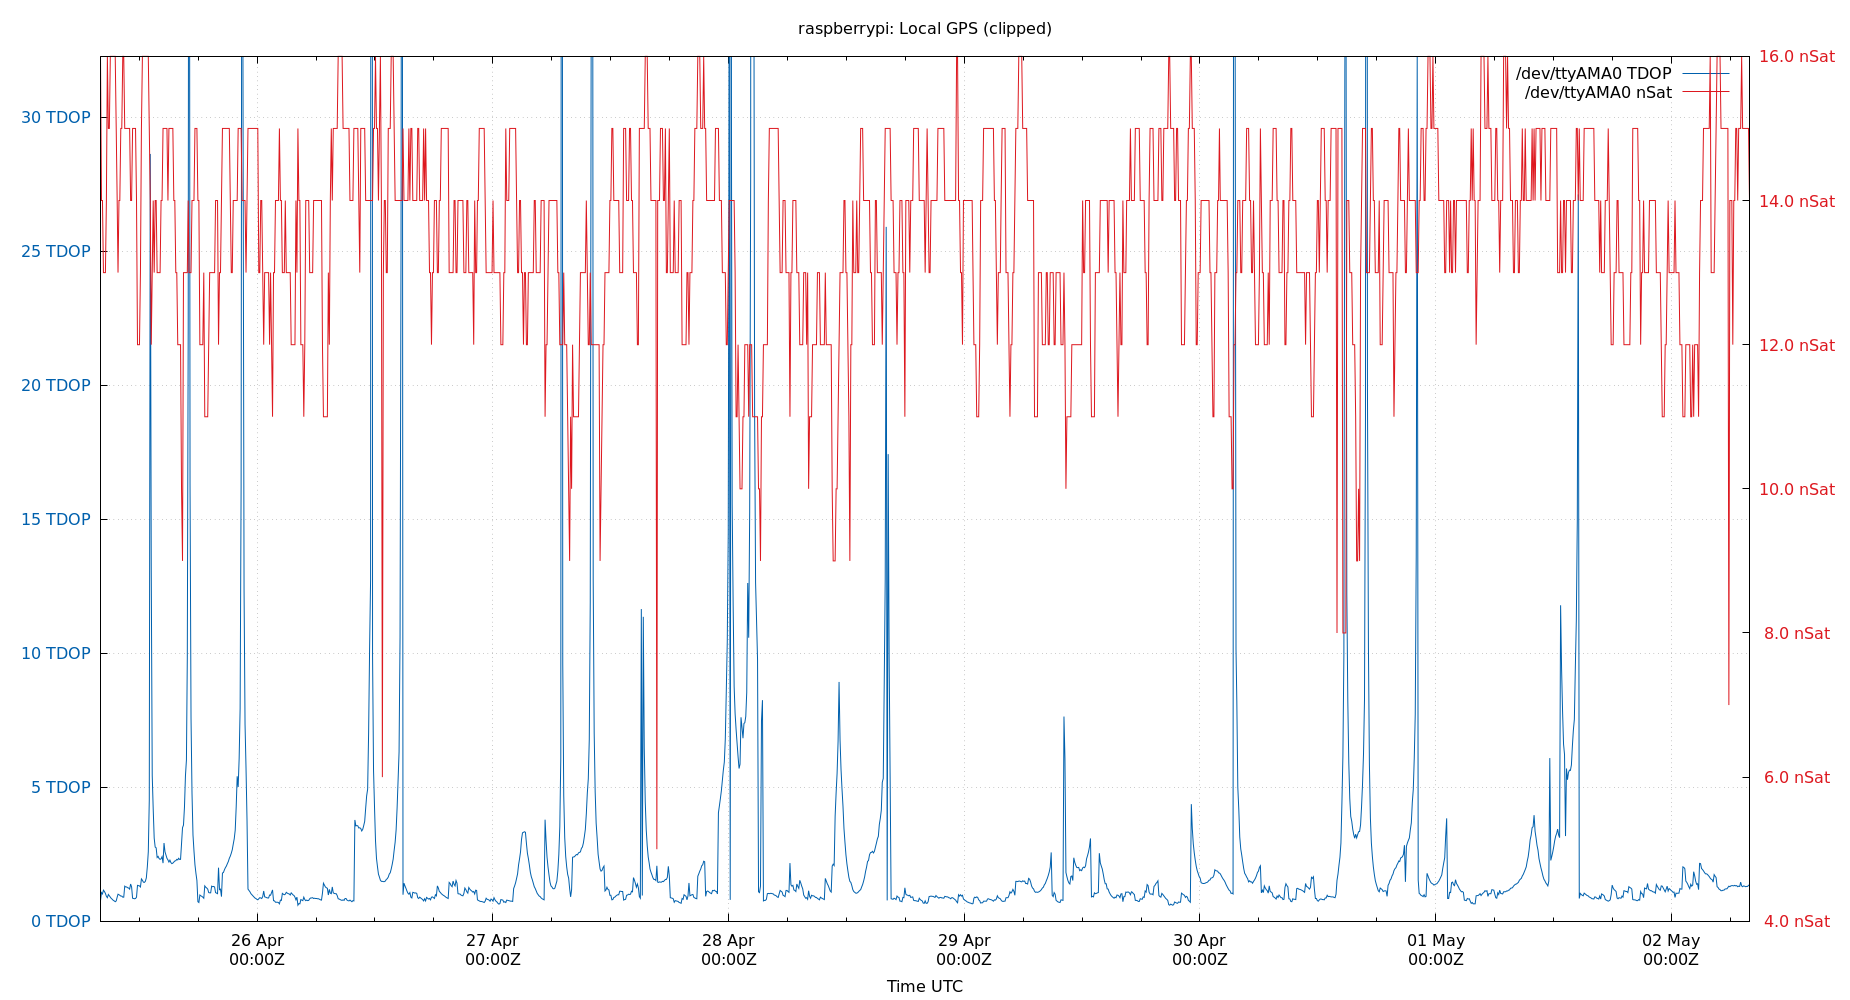 raspberrypi: Local GPS (clipped)
16.0 nSat
/dev/ttyAMA0 TDOP
/dev/ttyAMA0 nSat
30 TDOP
14.0 nSat
25 TDOP
12.0 nSat
20 TDOP
10.0 nSat
15 TDOP
8.0 nSat
10 TDOP
6.0 nSat
5 TDOP
4.0 nSat
0 TDOP
26 Apr
00:00Z
27 Apr
00:00Z
28 Apr
00:00Z
29 Apr
00:00Z
30 Apr
00:00Z
01 May
00:00Z
02 May
00:00Z
Time UTC